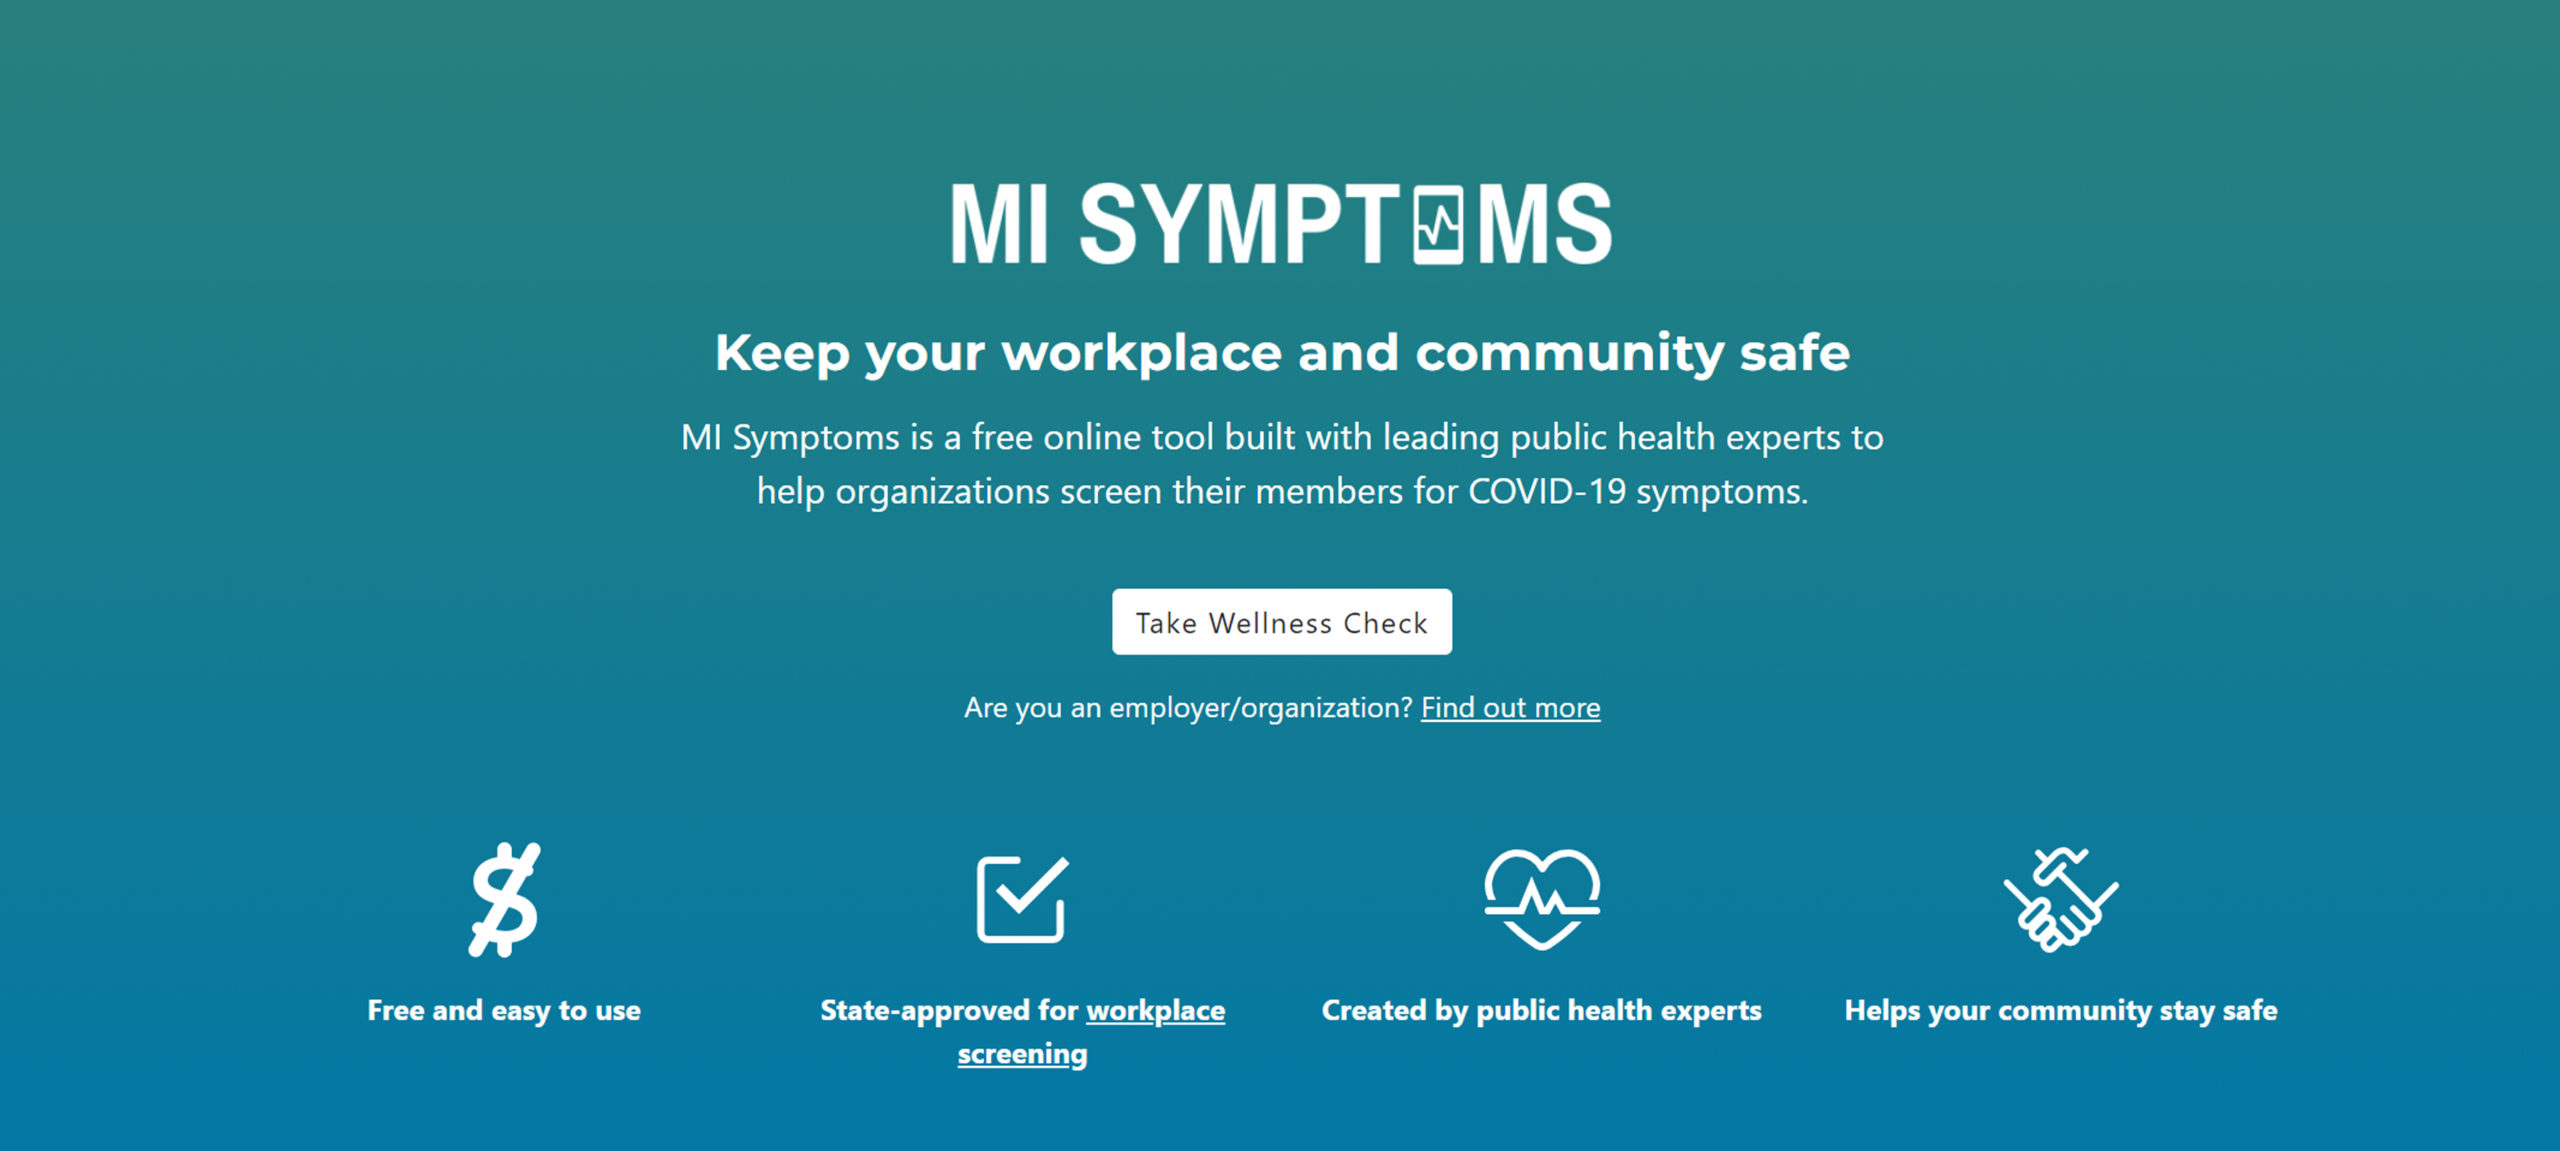 MI SYMPTOMS
Keep your workplace and community safe
MI Symptoms is a free online tool built with leading public health experts to
help organizations screen their members for COVID-19 symptoms.
Take Wellness Check
Are you an employer/organization? Find out more
Free and easy to use
State-approved for workplace
screening
Created by public health experts
Helps your community stay safe